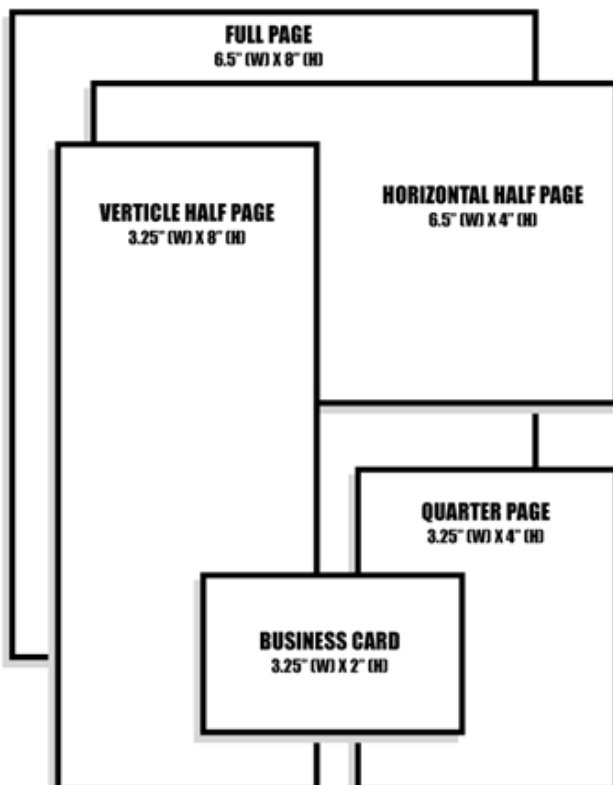 FULL PAGE
6.5" (W) X 8" (H)
HORIZONTAL HALF PAGE
6.5" (W) X 4" (H)
VERTICLE HALF PAGE
3.25" (W) X 8" (H)
QUARTER PAGE
3.25" (W) X 4" (H)
BUSINESS CARD
3.25" (W) X 2" (H)